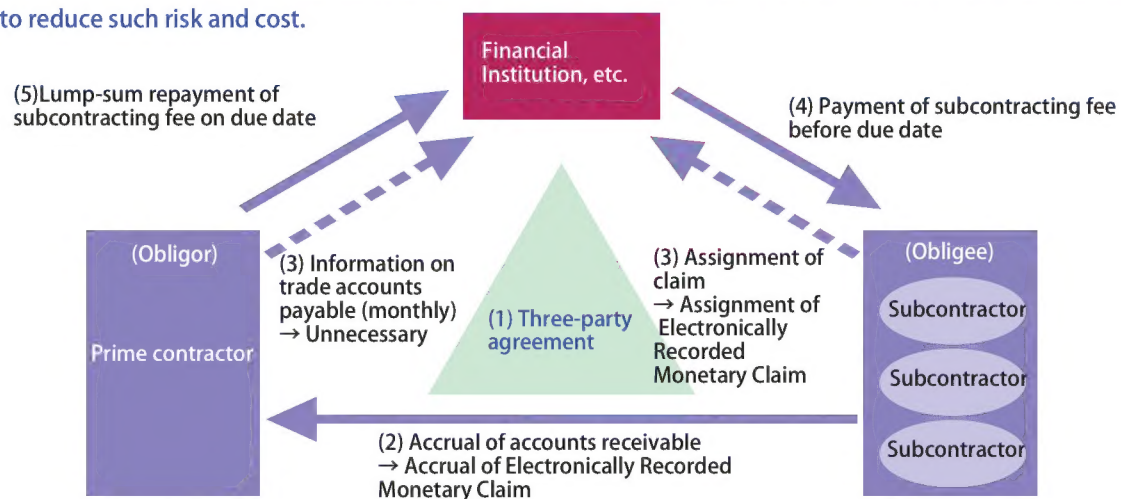 to reduce such risk and cost.
Financial
Institution, etc.
(5)Lump-sum repayment of
subcontracting fee on due date
(4) Payment of subcontracting fee
before due date
(Obligor)
Prime contractor
(3) Information on
trade accounts
payable (monthly)
→ Unnecessary
(1) Three-party
agreement
(3) Assignment of
claim
→ Assignment of
Electronically
Recorded
Monetary Claim
(Obligee)
Subcontractor
Subcontractor
Subcontractor
(2) Accrual of accounts receivable
→ Accrual of Electronically Recorded
Monetary Claim